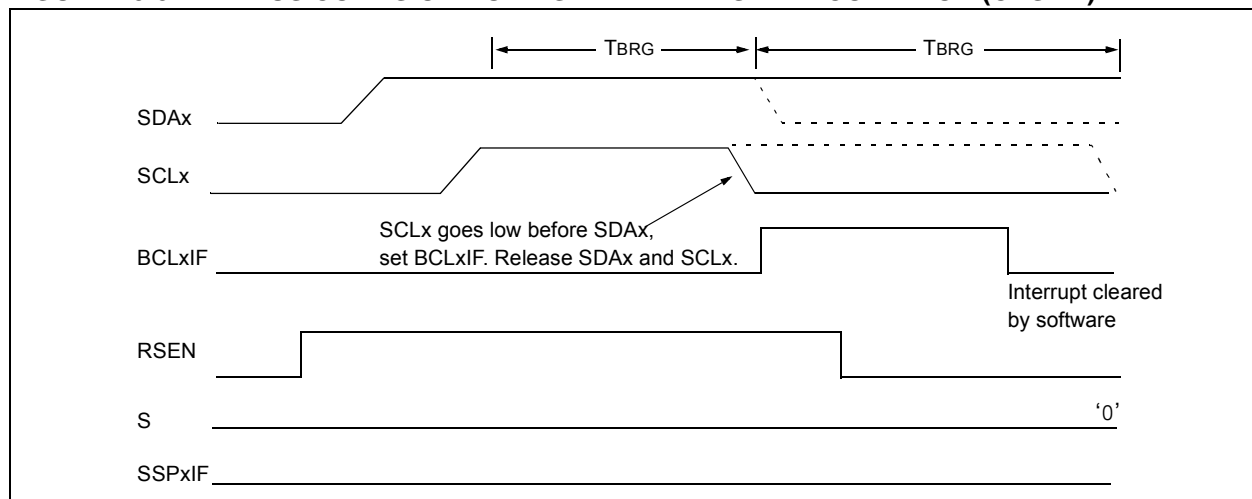 TBRG TBRG
SDAx
SCLx
SCLx goes low before SDAx,
set BCLxIF. Release SDAx and SCLx.
BCLxIF
Interrupt cleared
by software
RSEN
S
‘0’
SSPxIF